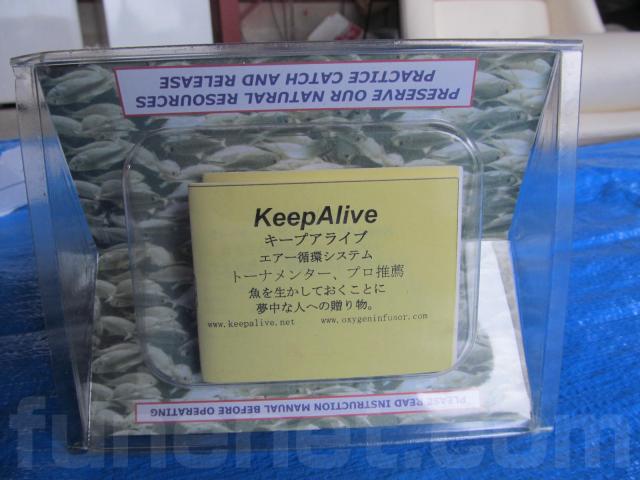 PRESERVE OUR NATURAL RESOURCES
PRACTICE CATCH AND RELEASE
KeepAlive
キープアライブ
エアー循環システム
トーナメンター、プロ推薦
魚を生かしておくことに
夢中な人への贈り物。
www.keepalive.net www.oxygeninfusor.com
PLEASE READ INSTRUCTION MANUAL BEFORE OPERATING
funenet.com